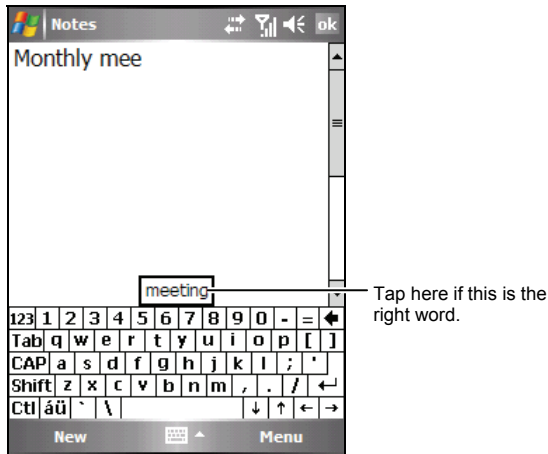 Notes ok
Monthly mee
meeting
Tap here if this is the
right word.
123 1 2 3 4 5 6 7 8 9 0 - = 🡸
Tab q w e r t y u i o p [ ]
CAP a s d f g h j k l ; '
Shift z x c v b n m , . / ↵
Ctl áü ` \ ↓ ↑ ← →
New Menu